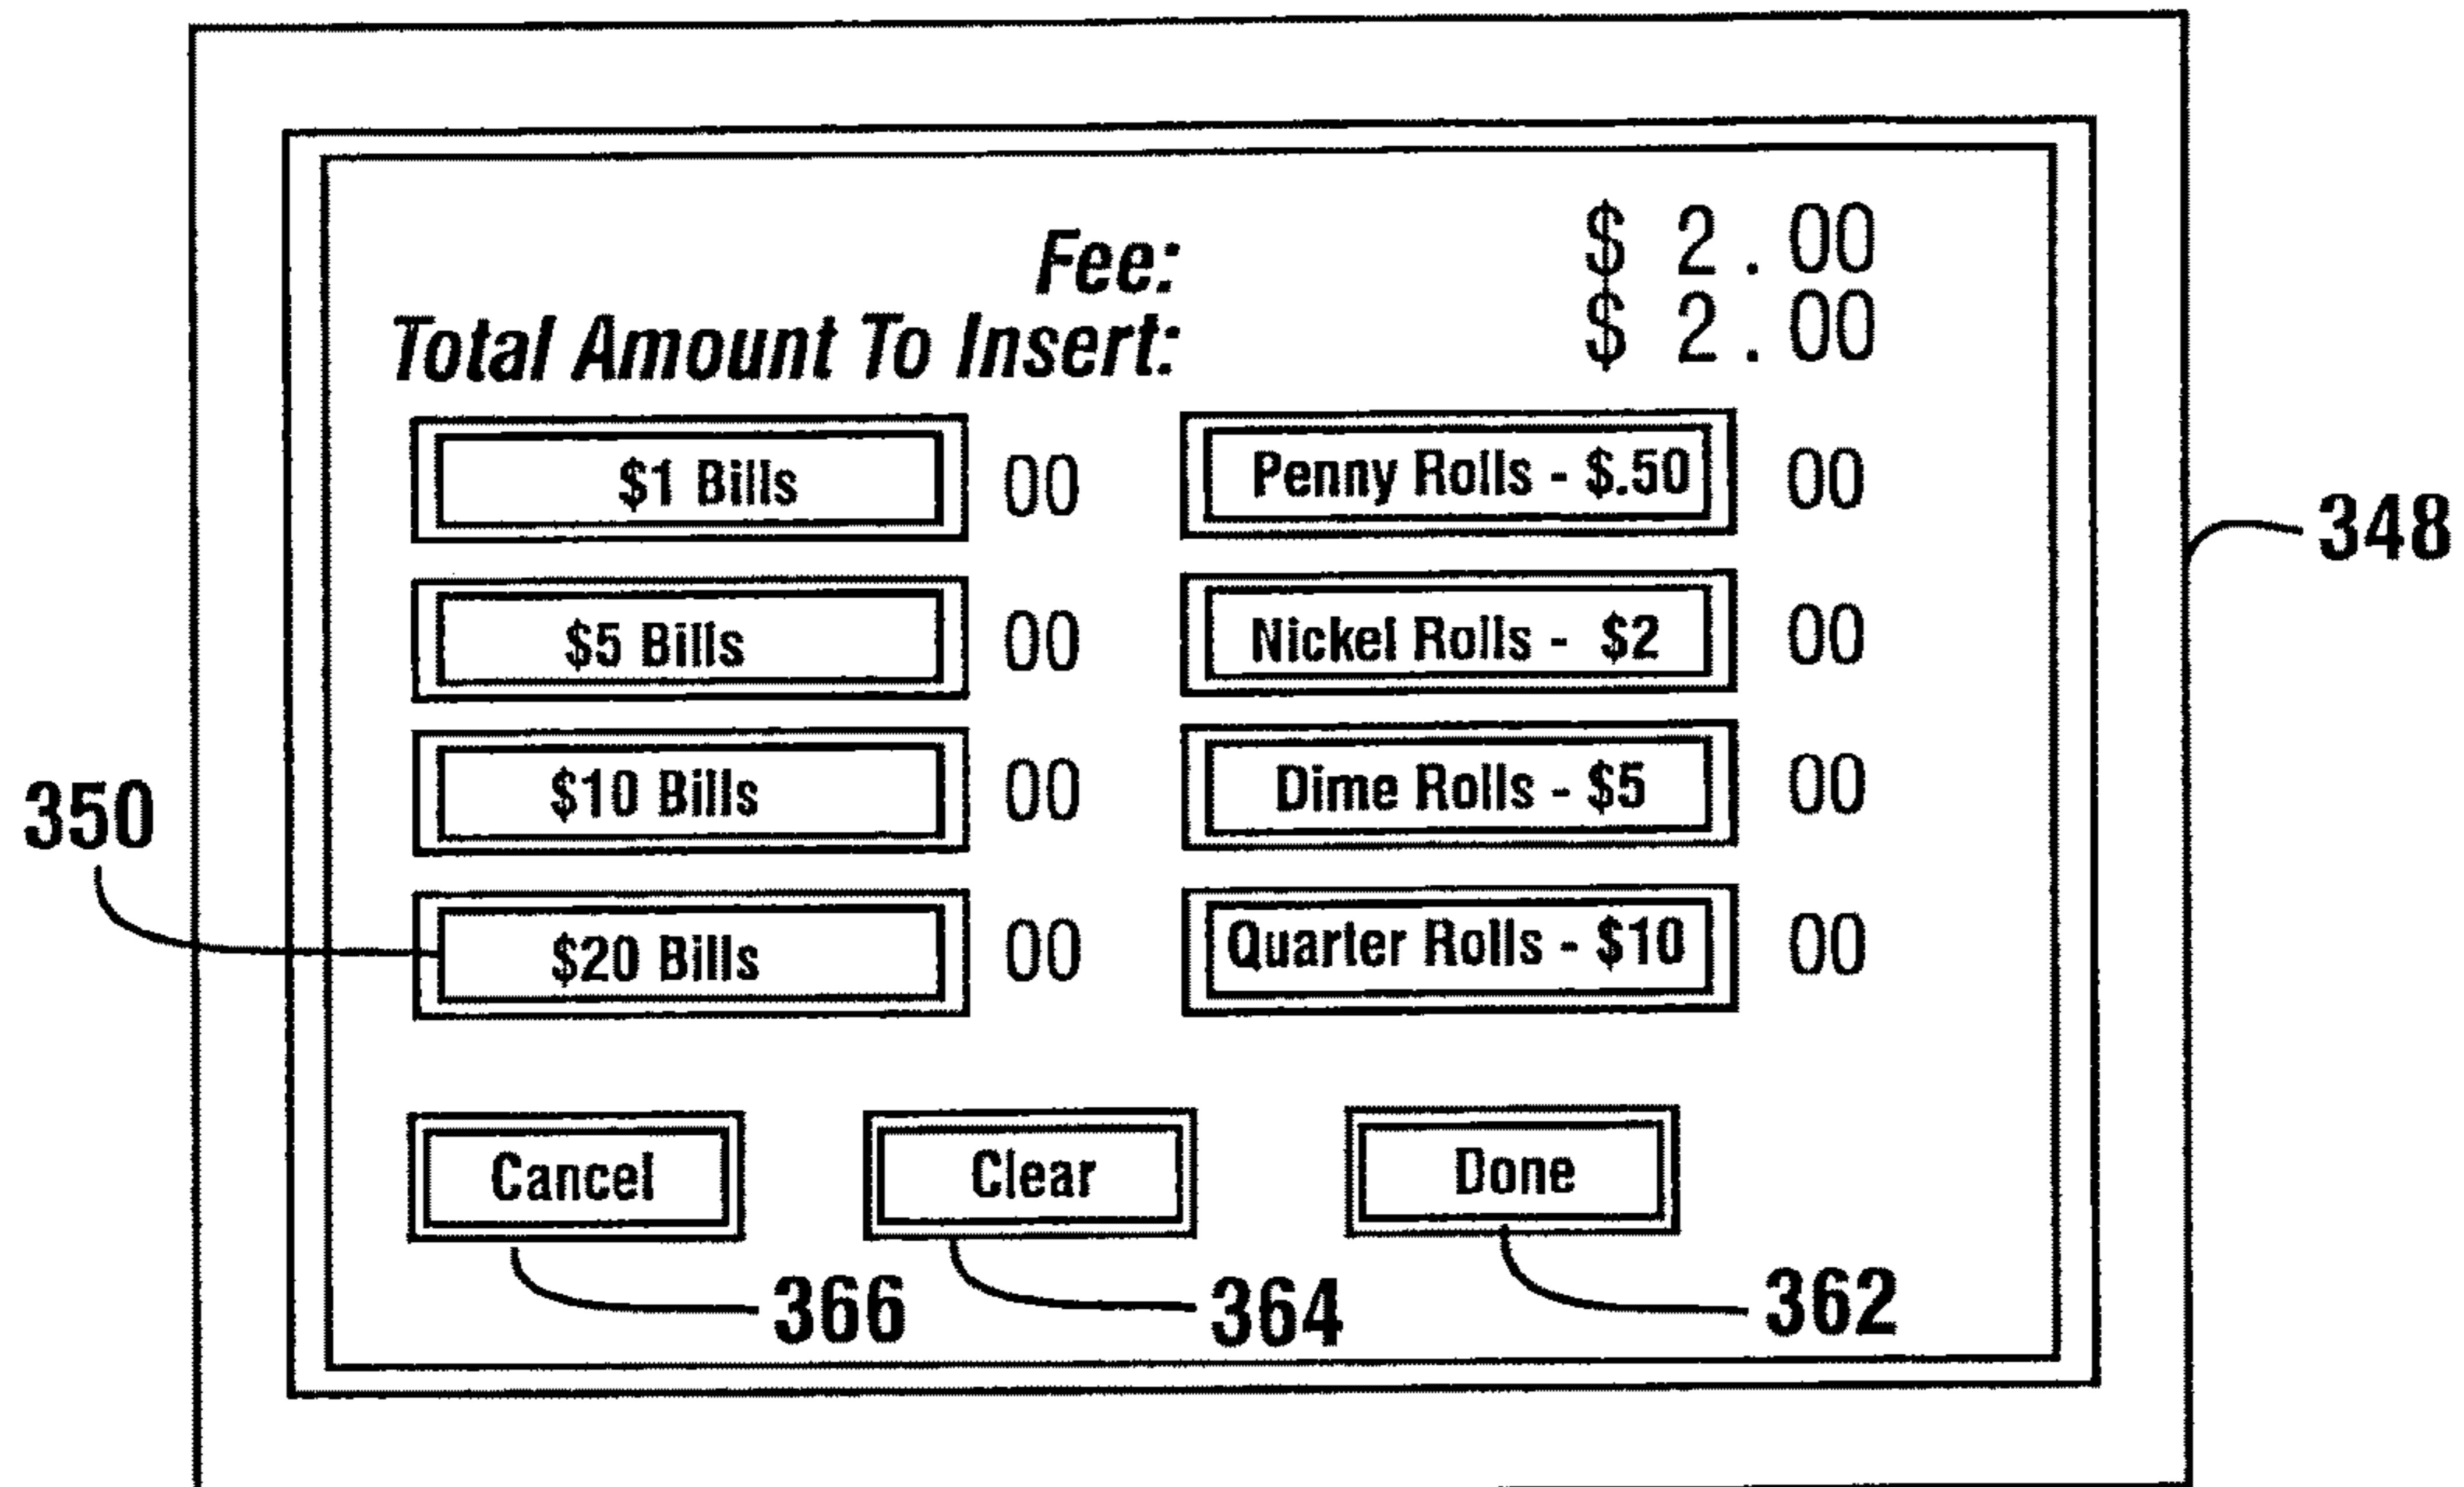 Fee: $ 2.00
Total Amount To Insert: $ 2.00
$1 Bills 00 Penny Rolls - $.50 00
348
$5 Bills 00 Nickel Rolls - $2 00
350
$10 Bills 00 Dime Rolls - $5 00
$20 Bills 00 Quarter Rolls - $10 00
Cancel Clear Done
366 364 362